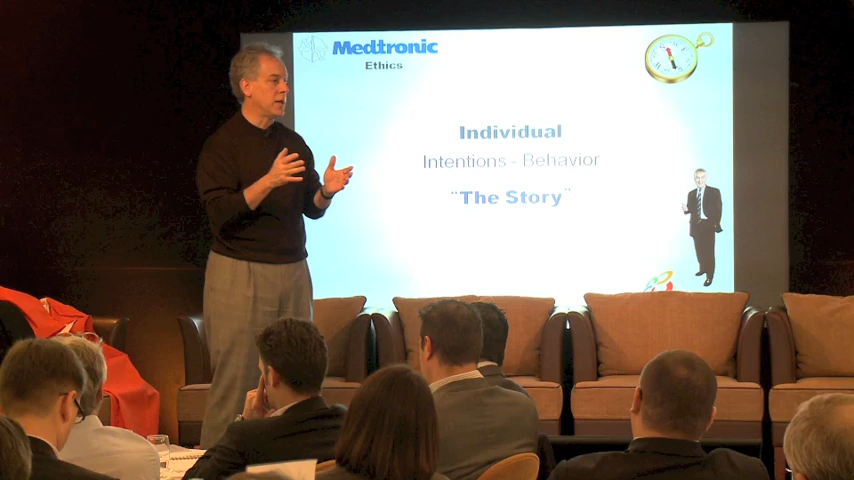 Medtronic
Ethics
Individual
Intentions - Behavior
"The Story"